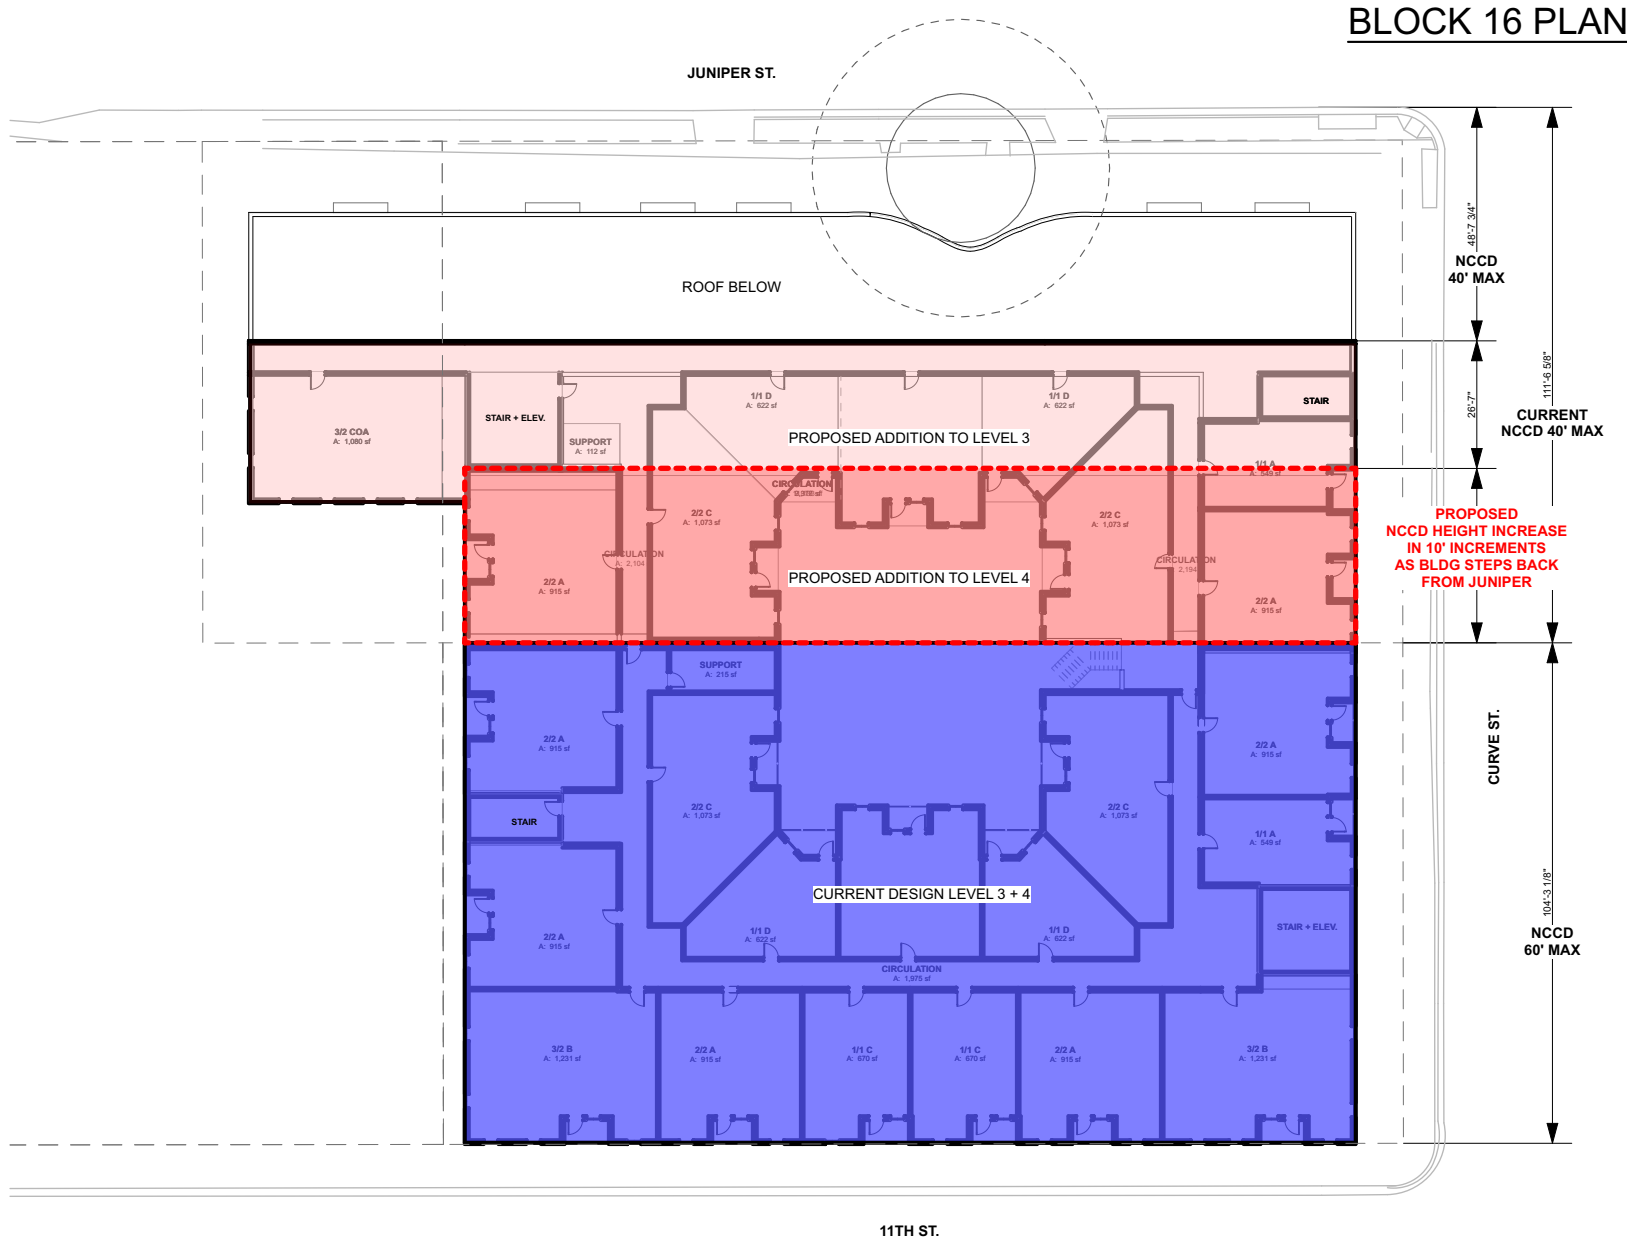 BLOCK 16 PLAN
JUNIPER ST.
48'-7 3/4"
NCCD
40' MAX
ROOF BELOW
111'-6 5/8"
26'-7"
CURRENT
NCCD 40' MAX
1/1 D
A: 622 sf
1/1 D
A: 622 sf
STAIR
STAIR + ELEV.
3/2 COA
A: 1,080 sf
SUPPORT
A: 112 sf
PROPOSED ADDITION TO LEVEL 3
1/1 A
A: 549 sf
CIRCULATION
2/2 C
A: 1,073 sf
2/2 C
A: 1,073 sf
PROPOSED
NCCD HEIGHT INCREASE
IN 10' INCREMENTS
AS BLDG STEPS BACK
FROM JUNIPER
CIRCULATION
A: 2,104
CIRCULATION
2,194
2/2 A
A: 915 sf
PROPOSED ADDITION TO LEVEL 4
2/2 A
A: 915 sf
SUPPORT
A: 215 sf
2/2 A
A: 915 sf
2/2 A
A: 915 sf
CURVE ST.
2/2 C
A: 1,073 sf
2/2 C
A: 1,073 sf
STAIR
1/1 A
A: 549 sf
CURRENT DESIGN LEVEL 3 + 4
104'-3 1/8"
NCCD
60' MAX
2/2 A
A: 915 sf
1/1 D
A: 622 sf
1/1 D
A: 622 sf
STAIR + ELEV.
CIRCULATION
A: 1,975 sf
3/2 B
A: 1,231 sf
2/2 A
A: 915 sf
1/1 C
A: 670 sf
1/1 C
A: 670 sf
2/2 A
A: 915 sf
3/2 B
A: 1,231 sf
11TH ST.